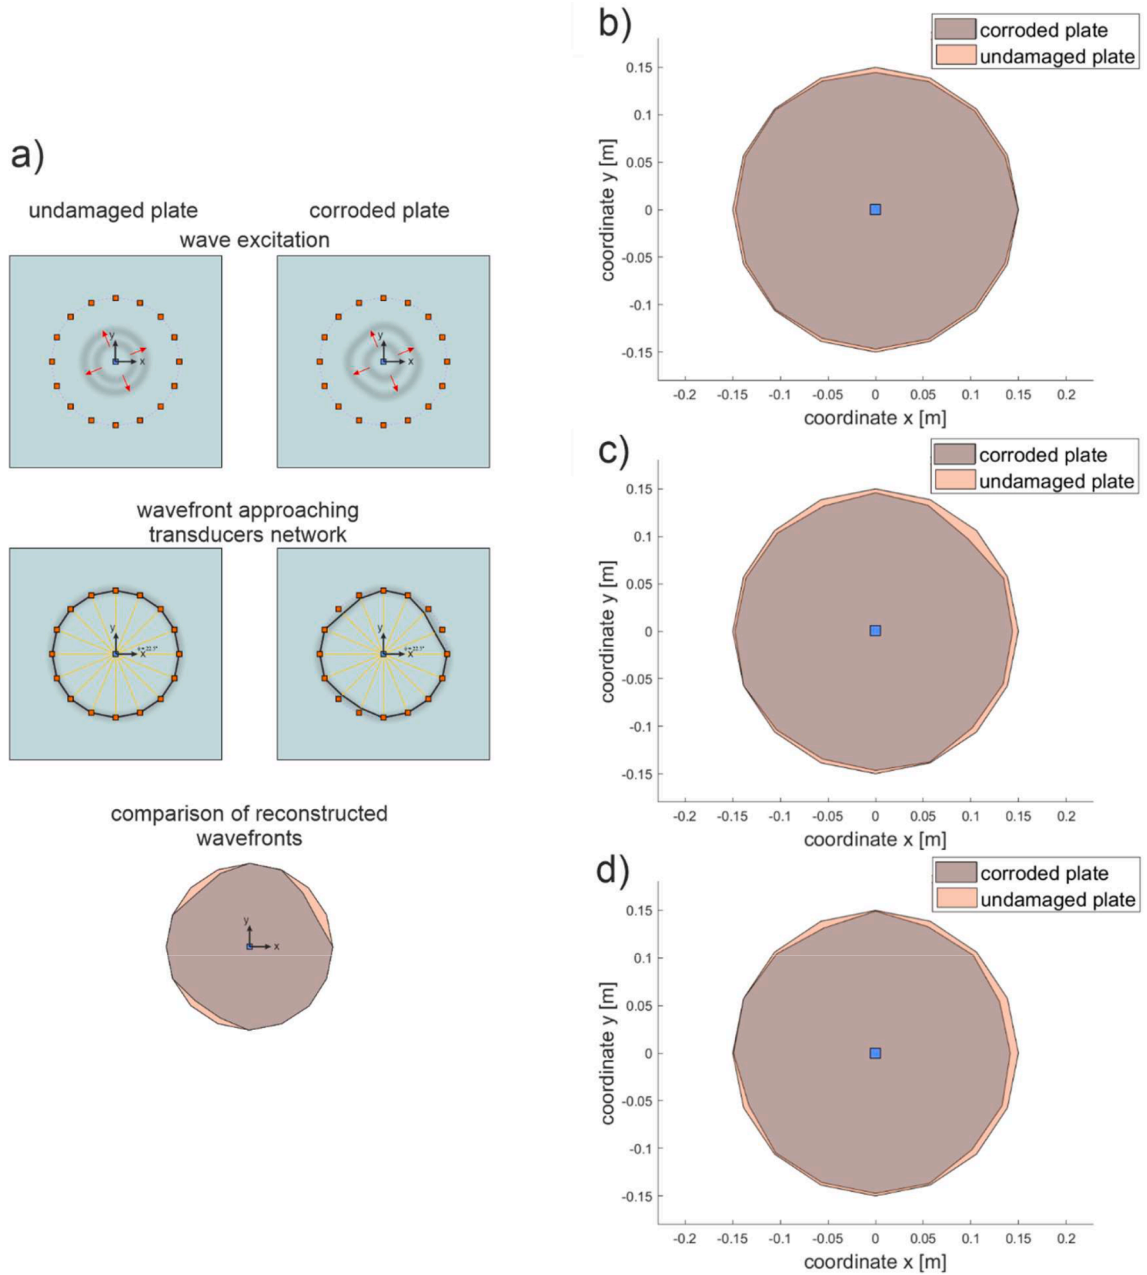 a)
undamaged plate
corroded plate
wave excitation
y
x
y
x
wavefront approaching
transducers network
y
x
y
x
comparison of reconstructed
wavefronts
y
x
b)
corroded plate
undamaged plate
0.15
0.1
0.05
0
-0.05
-0.1
-0.15
coordinate y [m]
-0.2 -0.15 -0.1 -0.05 0 0.05 0.1 0.15 0.2
coordinate x [m]
c)
corroded plate
undamaged plate
0.15
0.1
0.05
0
-0.05
-0.1
-0.15
coordinate y [m]
-0.2 -0.15 -0.1 -0.05 0 0.05 0.1 0.15 0.2
coordinate x [m]
d)
corroded plate
undamaged plate
0.15
0.1
0.05
0
-0.05
-0.1
-0.15
coordinate y [m]
-0.2 -0.15 -0.1 -0.05 0 0.05 0.1 0.15 0.2
coordinate x [m]